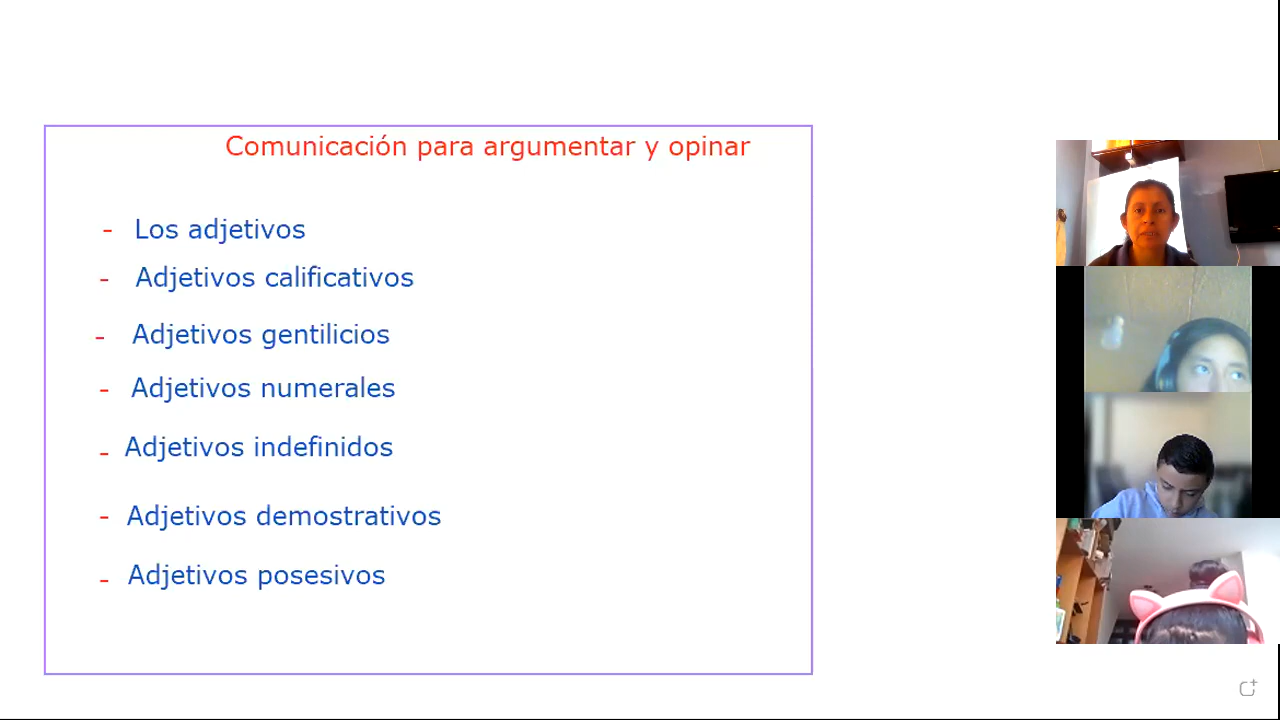 Comunicación para argumentar y opinar
- Los adjetivos
- Adjetivos calificativos
- Adjetivos gentilicios
- Adjetivos numerales
- Adjetivos indefinidos
- Adjetivos demostrativos
- Adjetivos posesivos